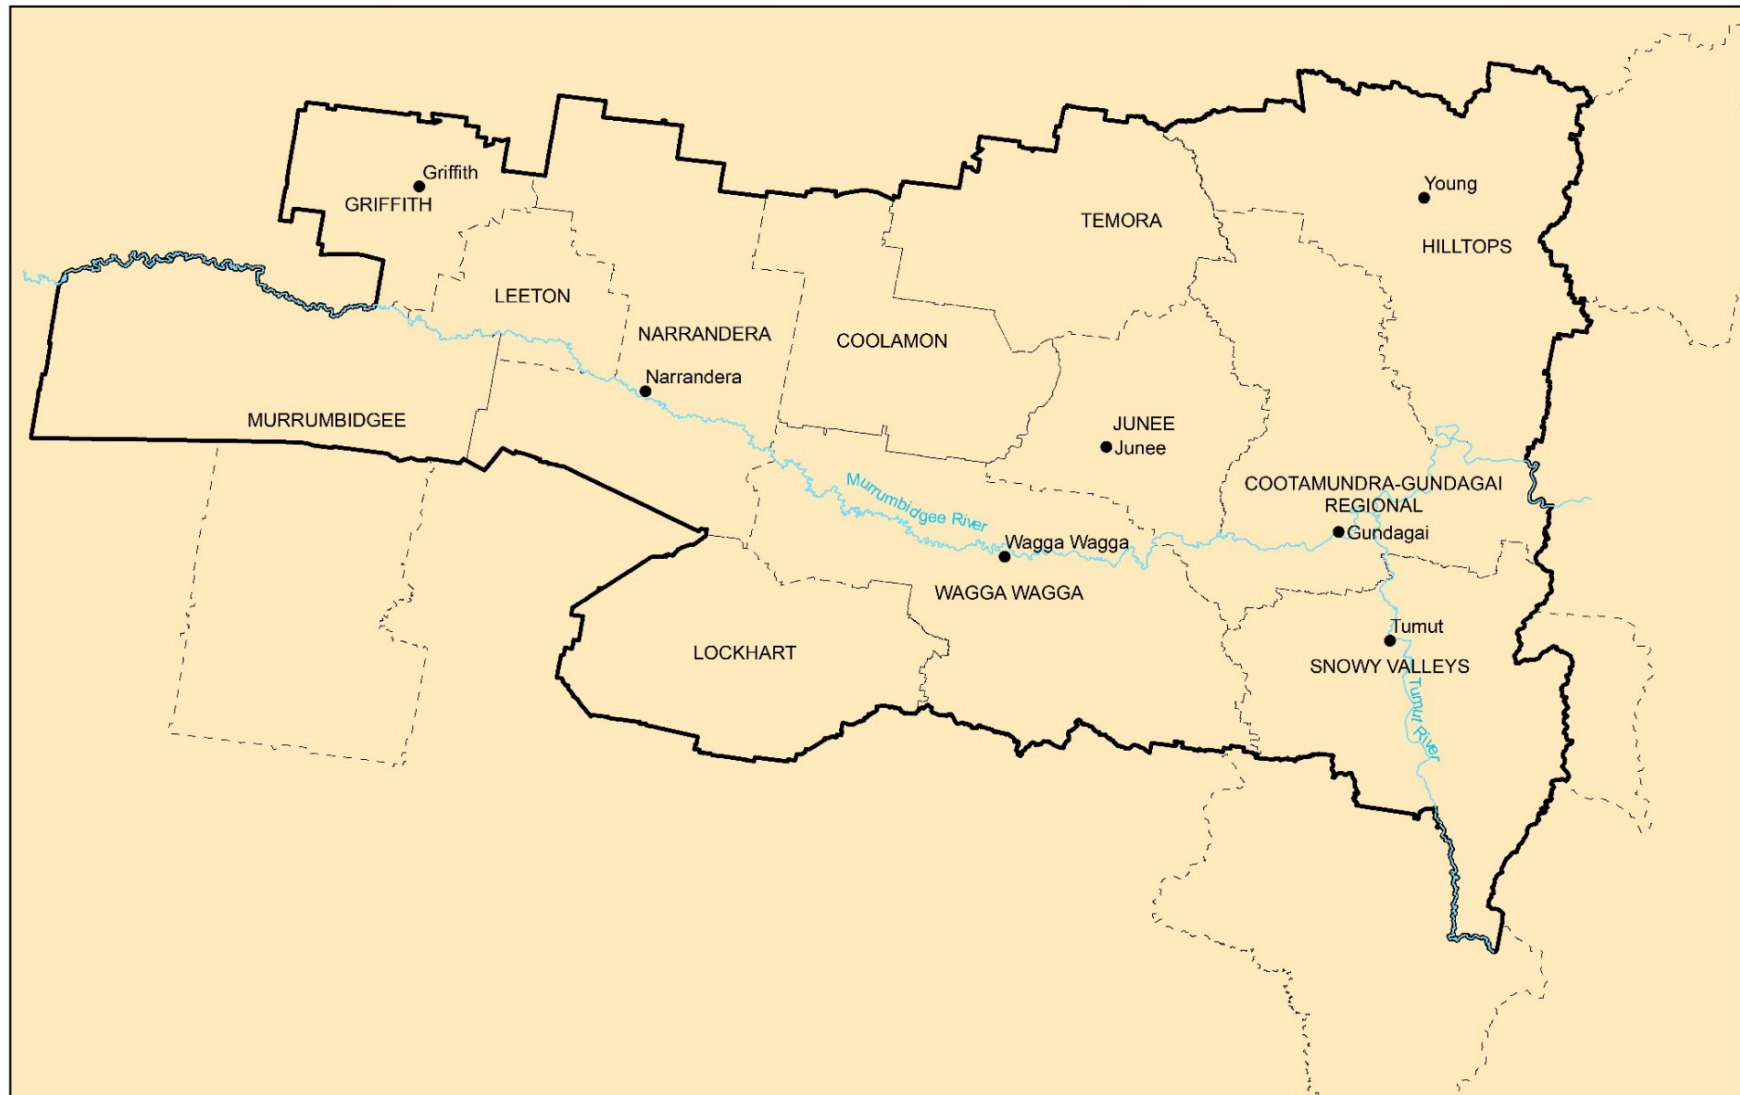 Griffith
GRIFFITH
Young
TEMORA
HILLTOPS
LEETON
NARRANDERA
COOLAMON
Narrandera
MURRUMBIDGEE
JUNEE
Junee
Murrumbidgee River
COOTAMUNDRA-GUNDAGAI
REGIONAL
Gundagai
Wagga Wagga
WAGGA WAGGA
Tumut
LOCKHART
SNOWY VALLEYS
Tumut River